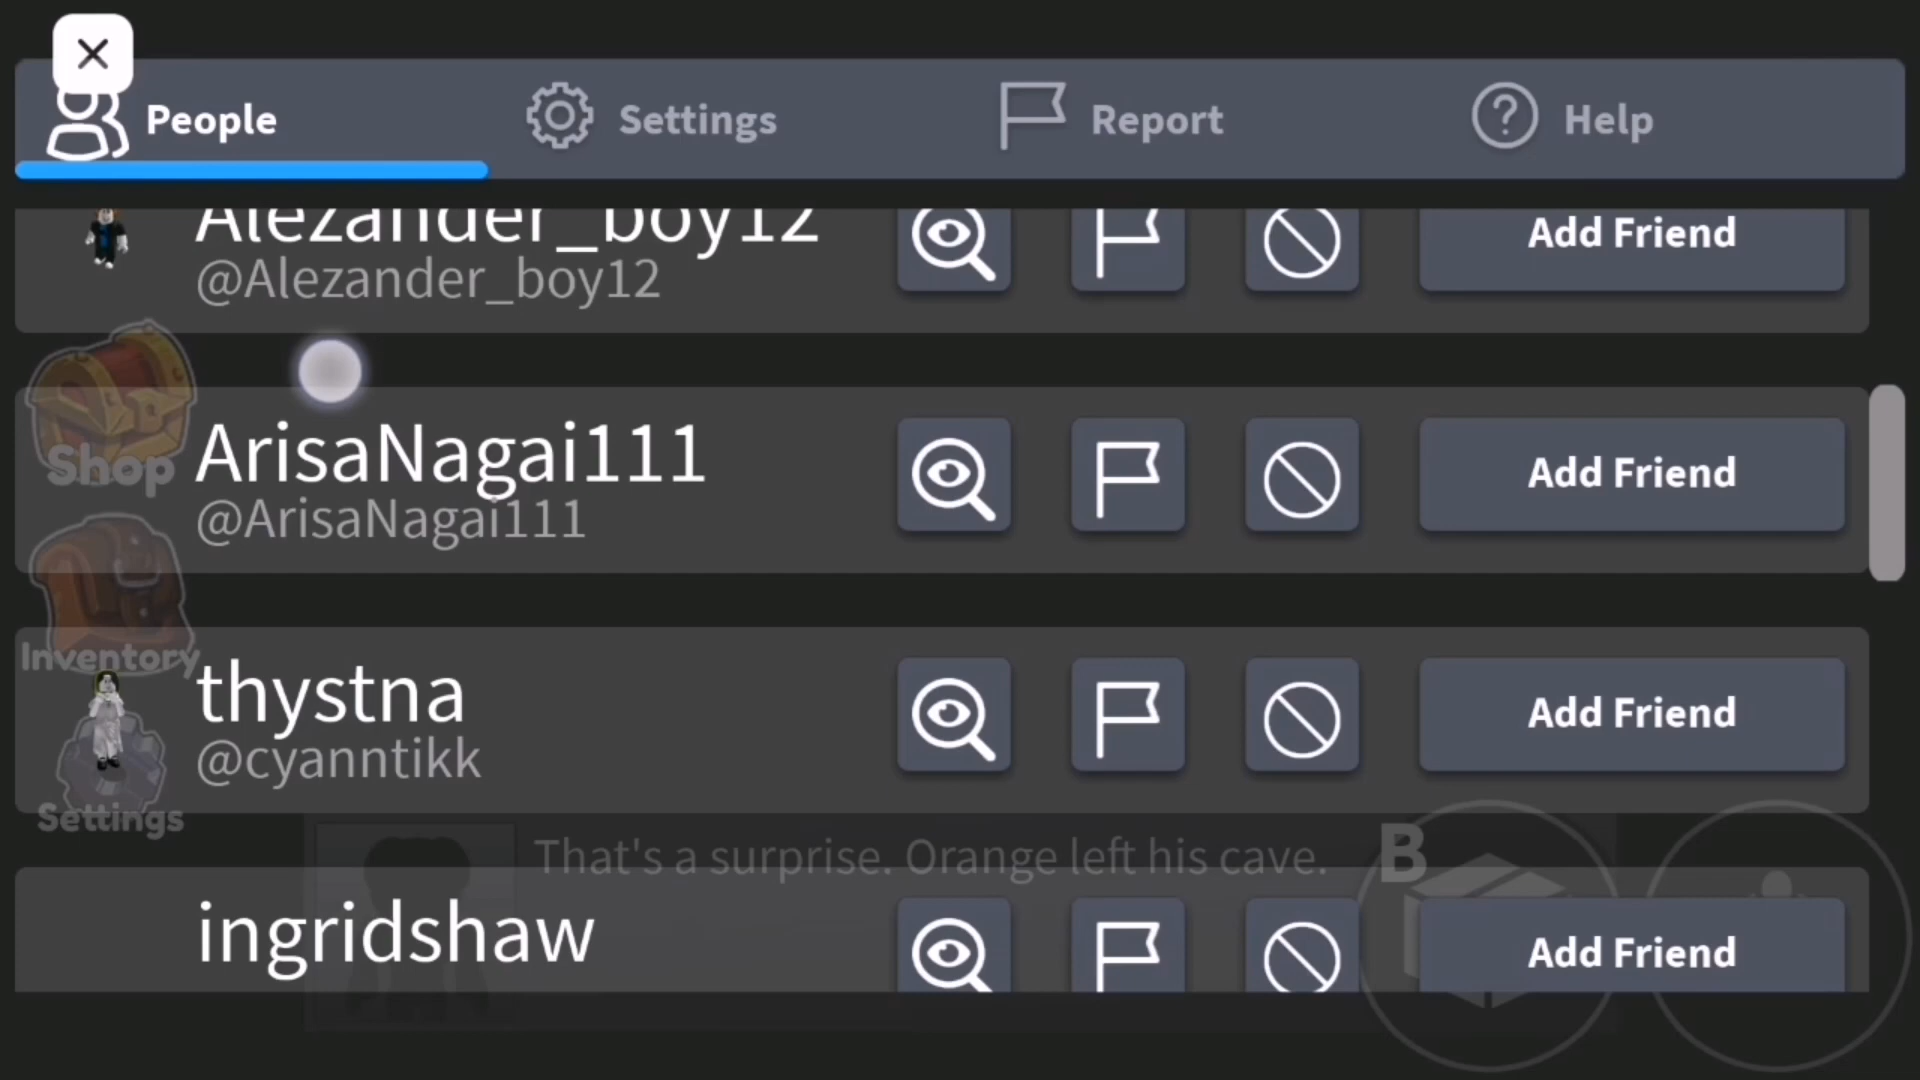 People
Settings
Report
Help
Alezander_boy12
@Alezander_boy12
Add Friend
Shop
ArisaNagai111
@ArisaNagai111
Add Friend
Inventory
thystna
@cyanntikk
Add Friend
Settings
That's a surprise. Orange left his cave.
B
ingridshaw
Add Friend